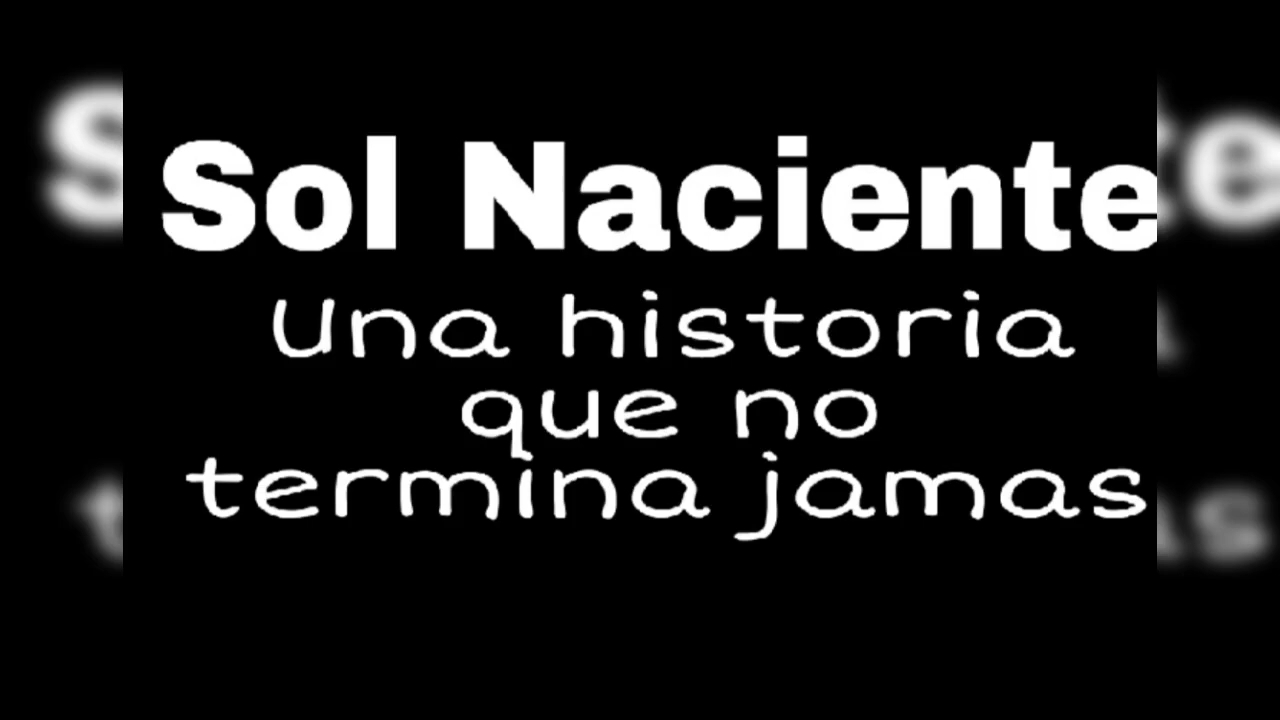 Sol Naciente
Una historia
que no
termina jamas